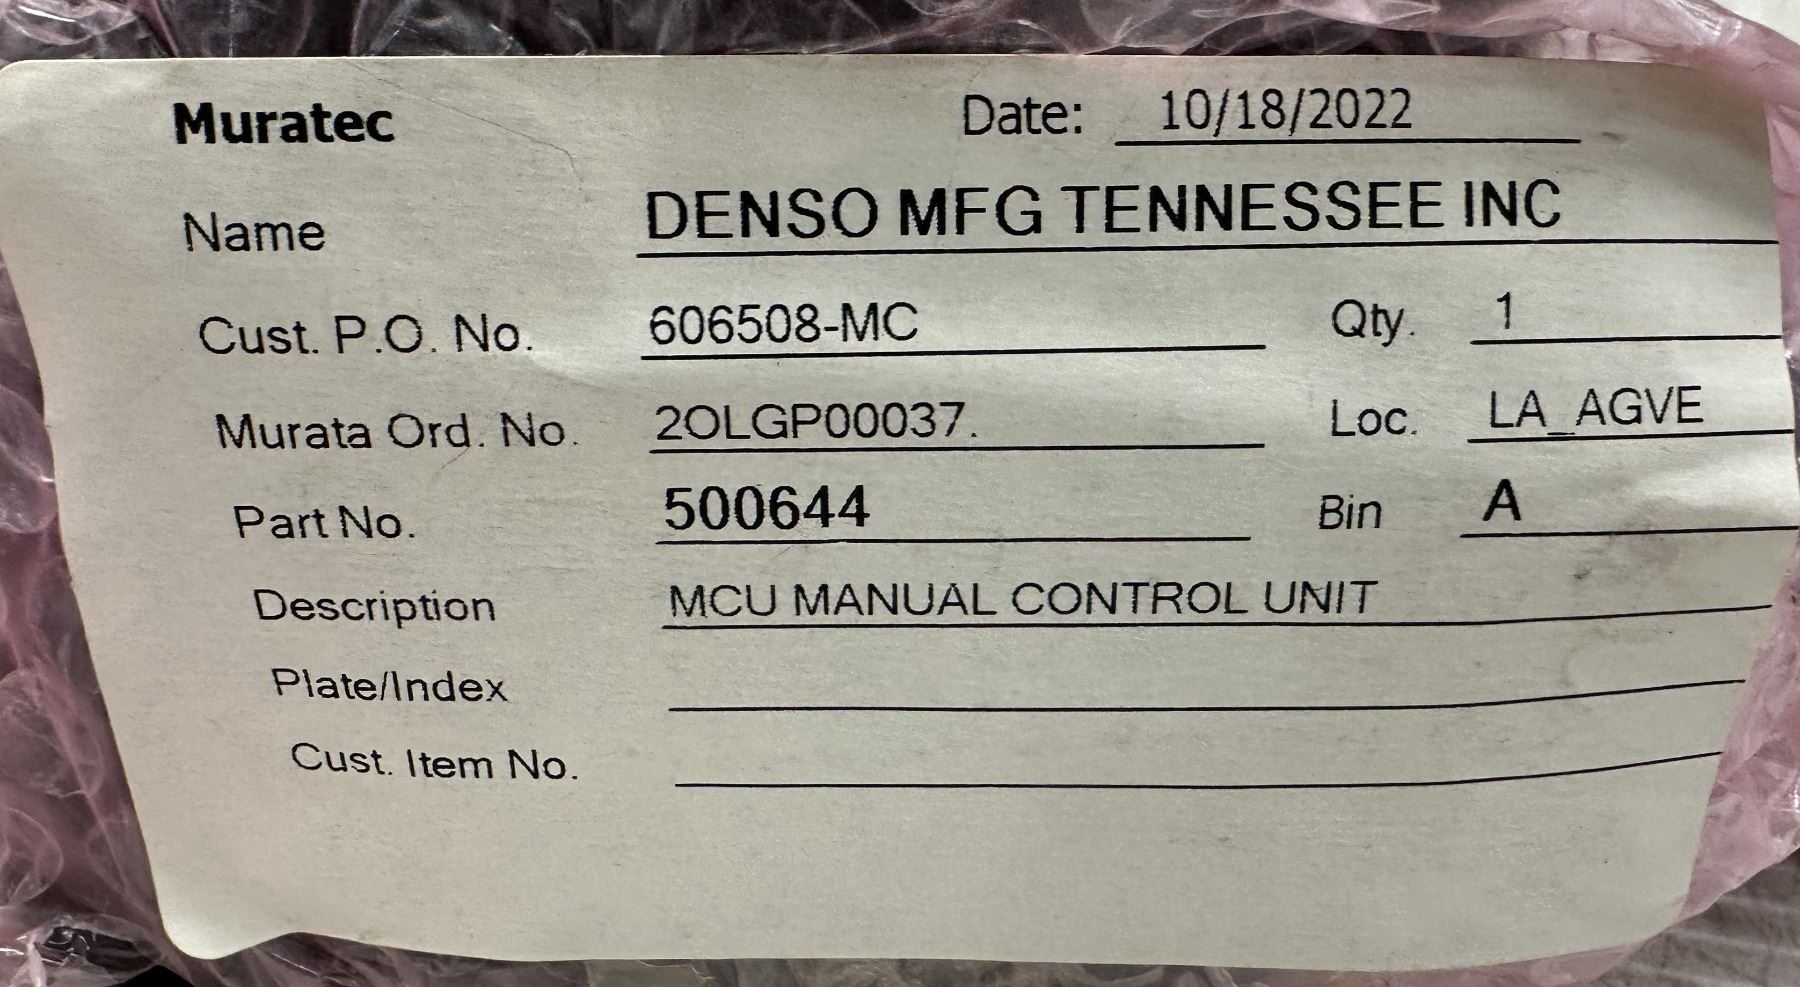 Muratec Date: 10/18/2022
Name DENSO MFG TENNESSEE INC
Cust. P.O. No. 606508-MC Qty. 1
Murata Ord. No. 2OLGP00037. Loc. LA_AGVE
Part No. 500644 Bin A
Description MCU MANUAL CONTROL UNIT
Plate/Index
Cust. Item No.